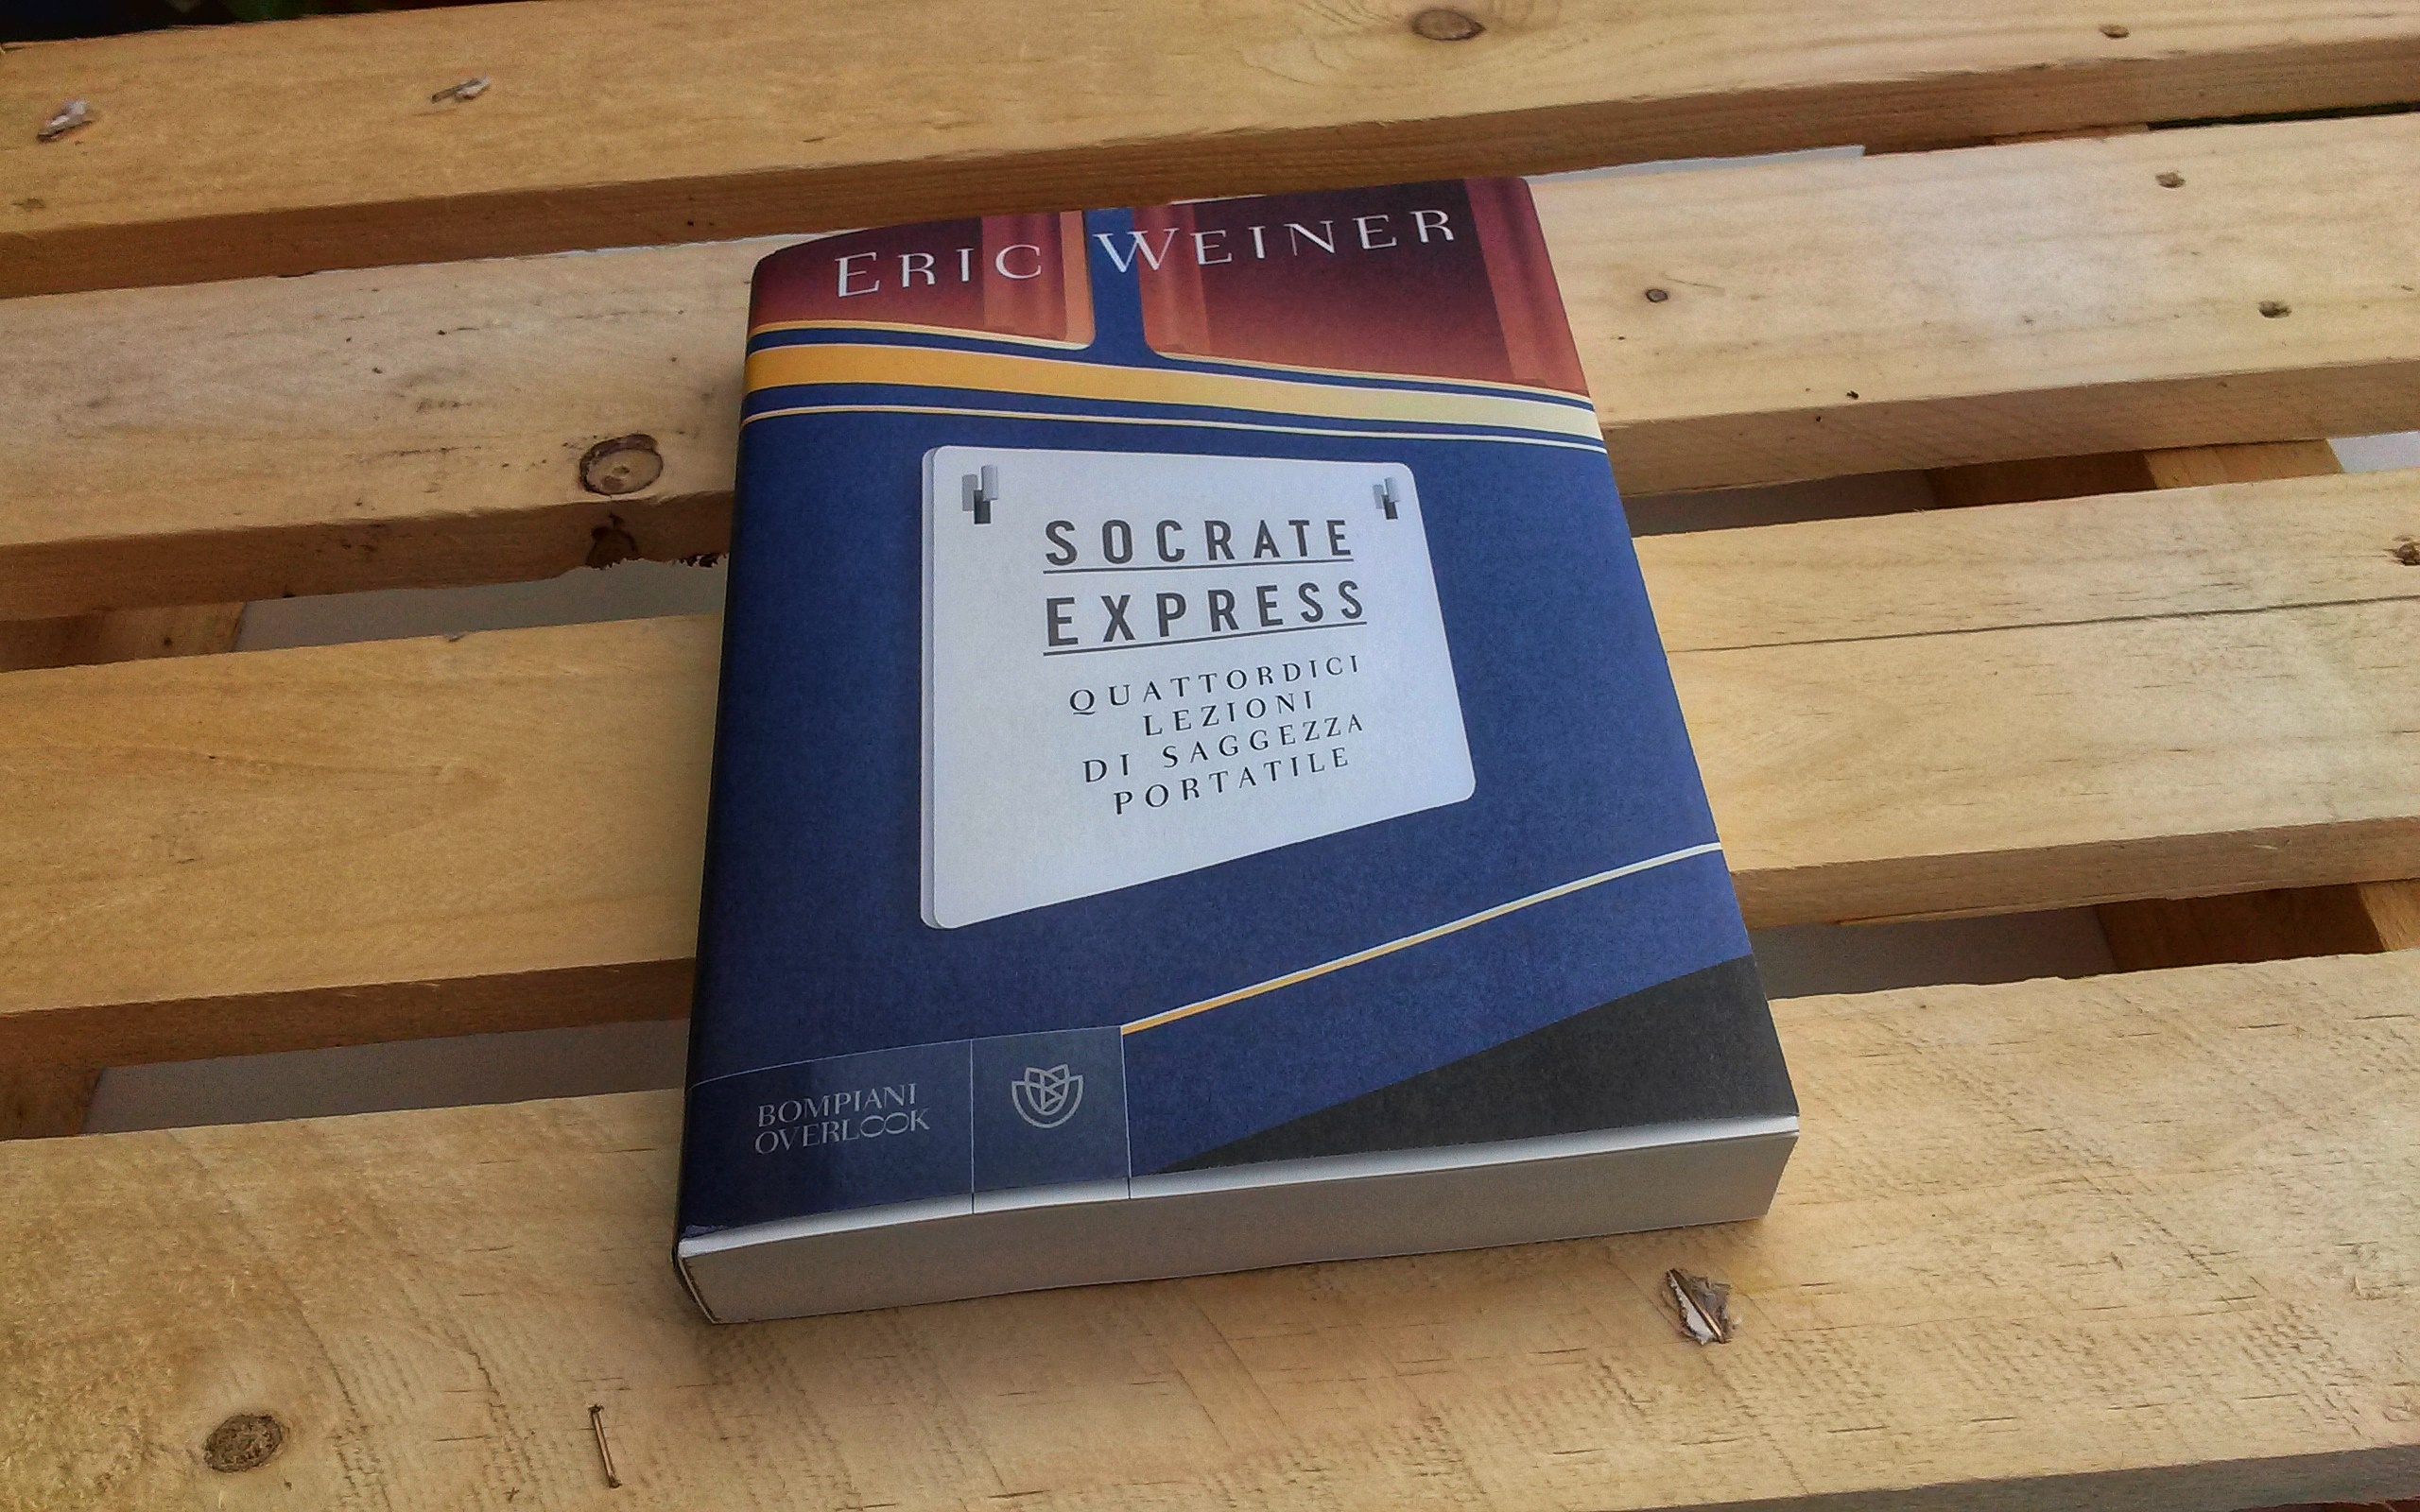 ERIC WEINER
SOCRATE
EXPRESS
QUATTORDICI
LEZIONI
DI SAGGEZZA
PORTATILE
BOMPIANI
OVERLOOK